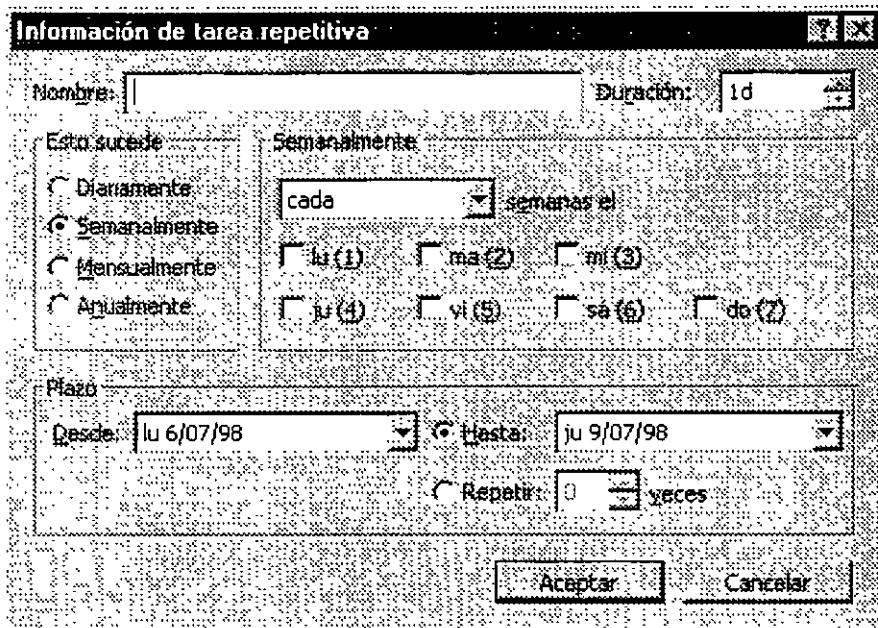 Información de tarea repetitiva
Nombre: Duración: 1d
Esto sucede
Diariamente
Semanalmente
Mensualmente
Anualmente
Semanalmente
cada semanas el
lu (1) ma (2) mi (3)
ju (4) vi (5) sá (6) do (7)
Plazo
Desde: lu 6/07/98 Hasta: ju 9/07/98
Repetir: 0 veces
Aceptar Cancelar